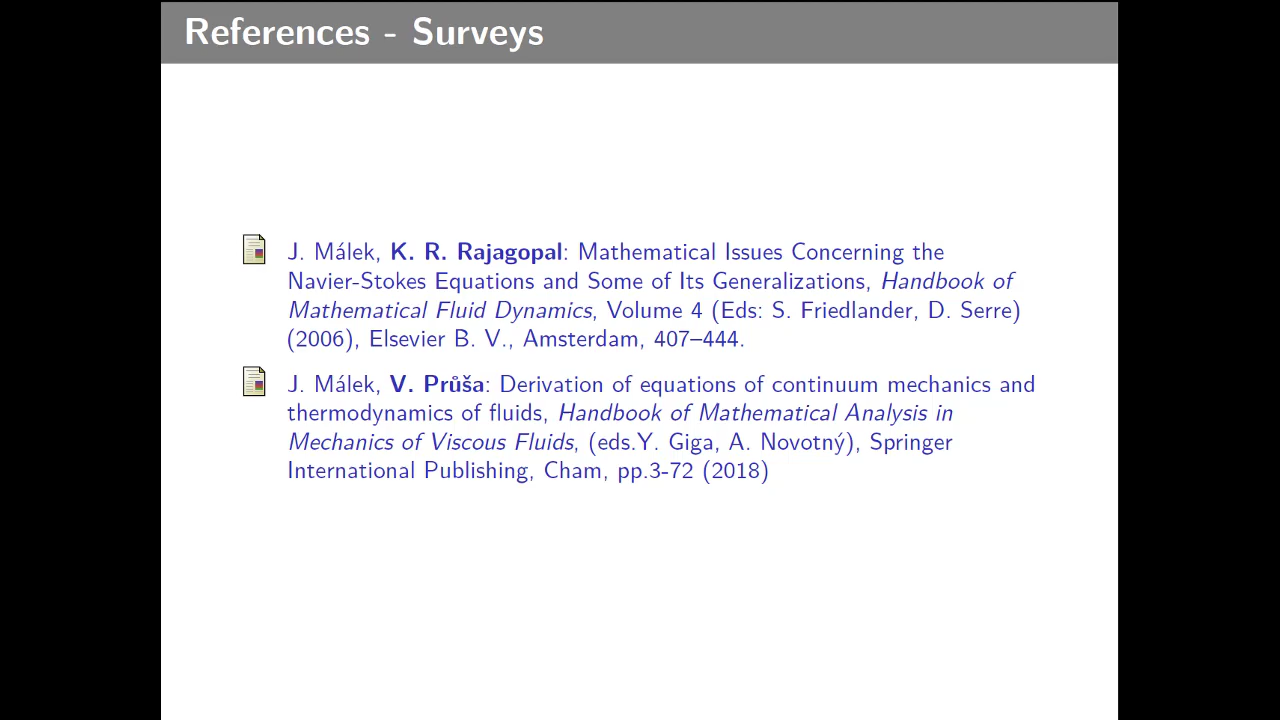 References - Surveys
J. Málek, K. R. Rajagopal: Mathematical Issues Concerning the
Navier-Stokes Equations and Some of Its Generalizations, Handbook of
Mathematical Fluid Dynamics, Volume 4 (Eds: S. Friedlander, D. Serre)
(2006), Elsevier B. V., Amsterdam, 407–444.
J. Málek, V. Průša: Derivation of equations of continuum mechanics and
thermodynamics of fluids, Handbook of Mathematical Analysis in
Mechanics of Viscous Fluids, (eds.Y. Giga, A. Novotný), Springer
International Publishing, Cham, pp.3-72 (2018)